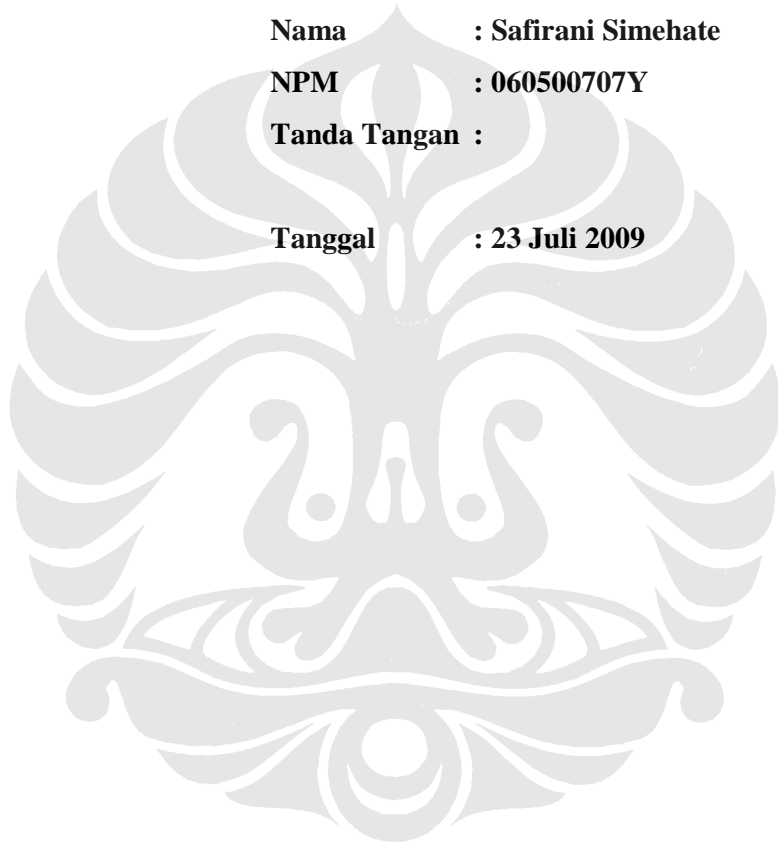 Nama : Safirani Simehate
NPM : 060500707Y
Tanda Tangan :
Tanggal : 23 Juli 2009